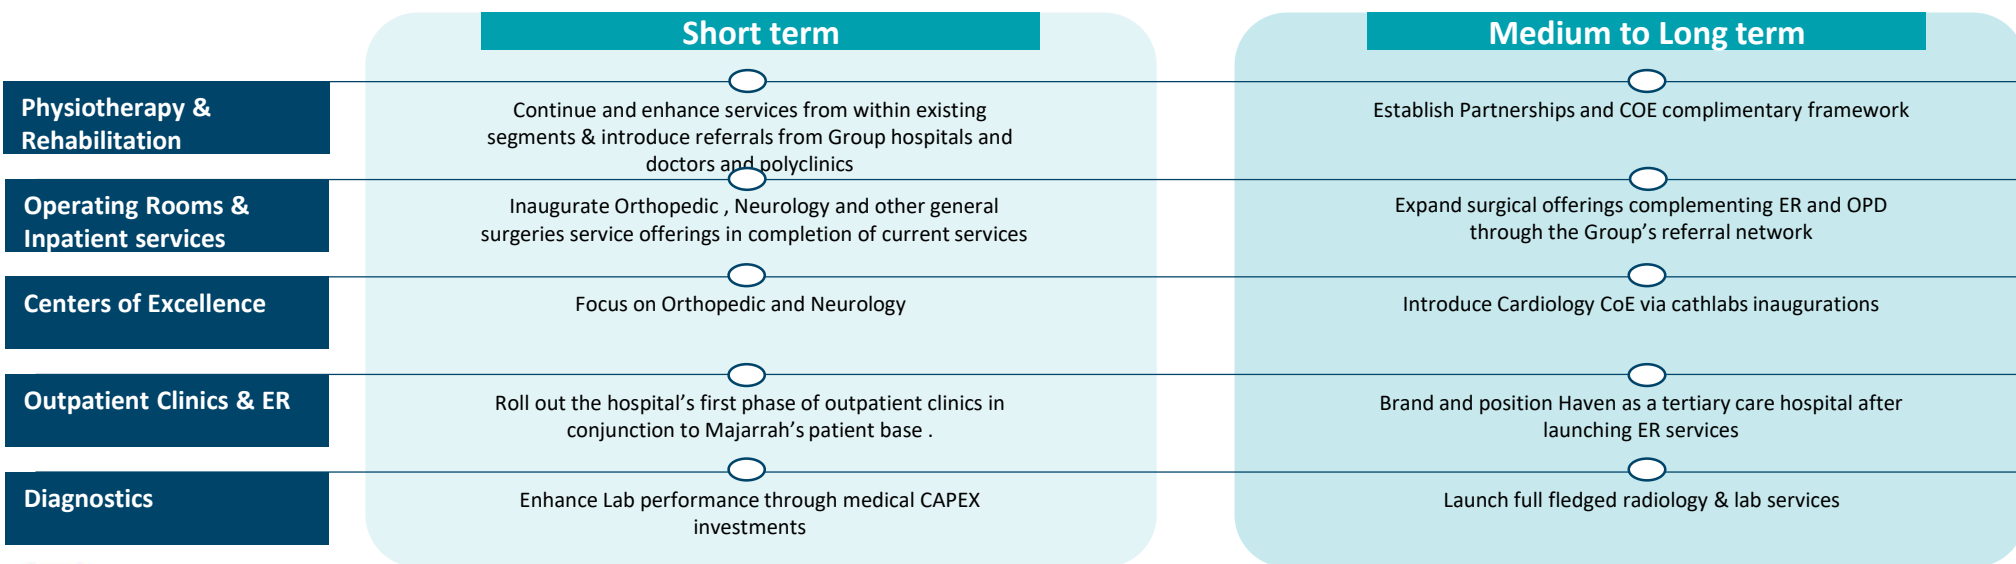 Short term
Medium to Long term
Physiotherapy &
Rehabilitation
Continue and enhance services from within existing
segments & introduce referrals from Group hospitals and
doctors and polyclinics
Establish Partnerships and COE complimentary framework
Operating Rooms &
Inpatient services
Inaugurate Orthopedic , Neurology and other general
surgeries service offerings in completion of current services
Expand surgical offerings complementing ER and OPD
through the Group’s referral network
Centers of Excellence
Focus on Orthopedic and Neurology
Introduce Cardiology CoE via cathlabs inaugurations
Outpatient Clinics & ER
Roll out the hospital’s first phase of outpatient clinics in
conjunction to Majarrah’s patient base .
Brand and position Haven as a tertiary care hospital after
launching ER services
Diagnostics
Enhance Lab performance through medical CAPEX
investments
Launch full fledged radiology & lab services